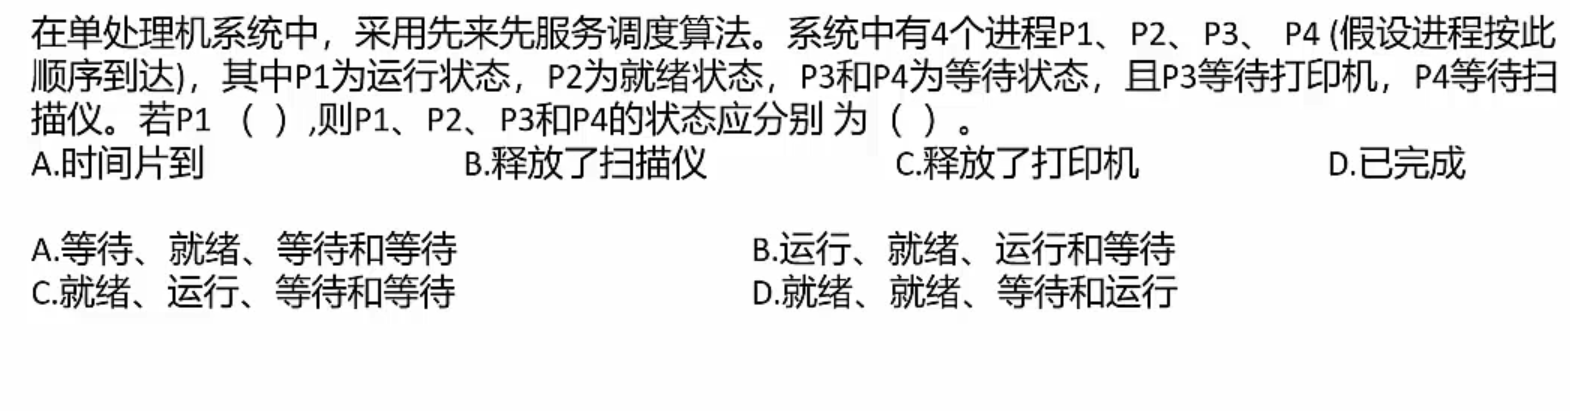 在单处理机系统中，采用先来先服务调度算法。系统中有4个进程P1、P2、P3、 P4 (假设进程按此
顺序到达)，其中P1为运行状态，P2为就绪状态，P3和P4为等待状态，且P3等待打印机，P4等待扫
描仪。若P1 （ ）,则P1、P2、P3和P4的状态应分别 为（ ）。
A.时间片到 B.释放了扫描仪 C.释放了打印机 D.已完成
A.等待、就绪、等待和等待 B.运行、就绪、运行和等待
C.就绪、运行、等待和等待 D.就绪、就绪、等待和运行